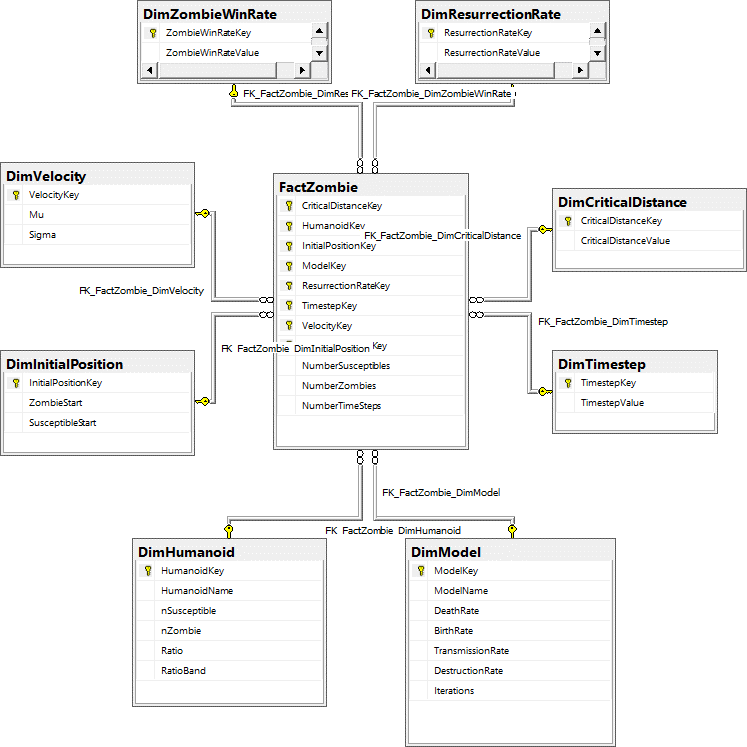 DimZombieWinRate
ZombieWinRateKey
ZombieWinRateValue
DimResurrectionRate
ResurrectionRateKey
ResurrectionRateValue
FK_FactZombie_DimRes
FK_FactZombie_DimZombieWinRate
DimVelocity
VelocityKey
Mu
Sigma
FK_FactZombie_DimVelocity
FactZombie
CriticalDistanceKey
HumanoidKey
InitialPositionKey
ModelKey
ResurrectionRateKey
TimestepKey
VelocityKey
Key
NumberSusceptibles
NumberZombies
NumberTimeSteps
FK_FactZombie_DimCriticalDistance
DimCriticalDistance
CriticalDistanceKey
CriticalDistanceValue
FK_FactZombie_DimTimestep
FK_FactZombie_DimInitialPosition
DimInitialPosition
InitialPositionKey
ZombieStart
SusceptibleStart
DimTimestep
TimestepKey
TimestepValue
FK_FactZombie_DimModel
FK_FactZombie_DimHumanoid
DimHumanoid
HumanoidKey
HumanoidName
nSusceptible
nZombie
Ratio
RatioBand
DimModel
ModelKey
ModelName
DeathRate
BirthRate
TransmissionRate
DestructionRate
Iterations